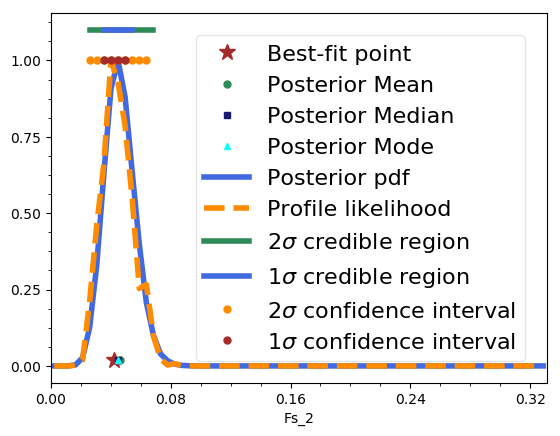 1.00
0.75
0.50
0.25
0.00
Best-fit point
Posterior Mean
Posterior Median
Posterior Mode
Posterior pdf
Profile likelihood
2σ credible region
1σ credible region
2σ confidence interval
1σ confidence interval
0.00 0.08 0.16 0.24 0.32
Fs_2